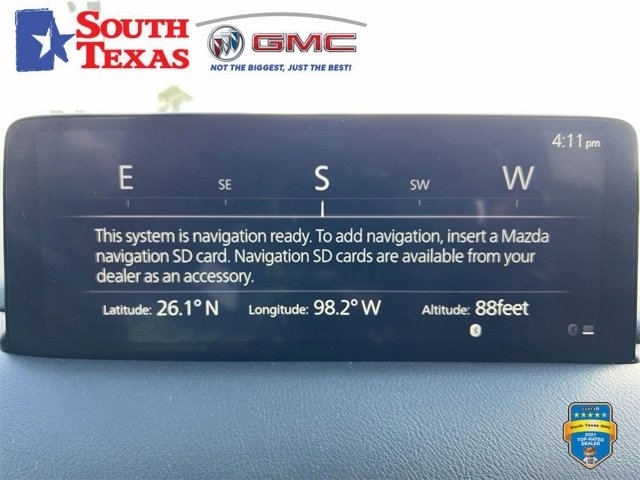 SOUTH
TEXAS
GMC
NOT THE BIGGEST, JUST THE BEST!
4:11 pm
E SE S SW W
This system is navigation ready. To add navigation, insert a Mazda
navigation SD card. Navigation SD cards are available from your
dealer as an accessory.
Latitude: 26.1° N Longitude: 98.2° W Altitude: 88feet
South Texas GMC
2021
TOP-RATED
DEALER